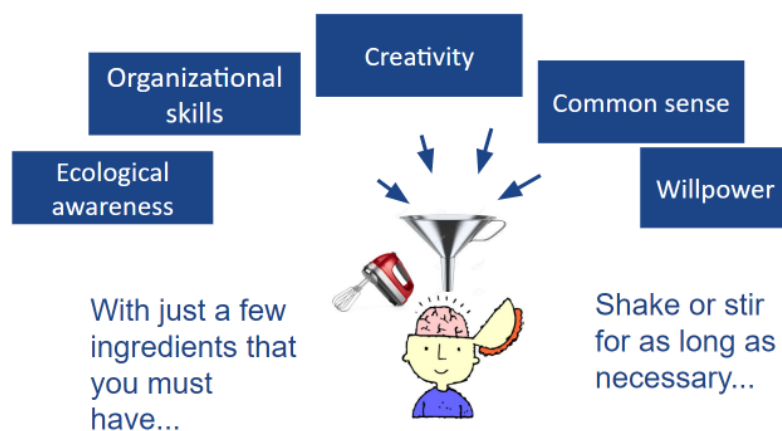 Creativity
Organizational
skills
Common sense
Ecological
awareness
Willpower
With just a few
ingredients that
you must
have...
Shake or stir
for as long as
necessary...